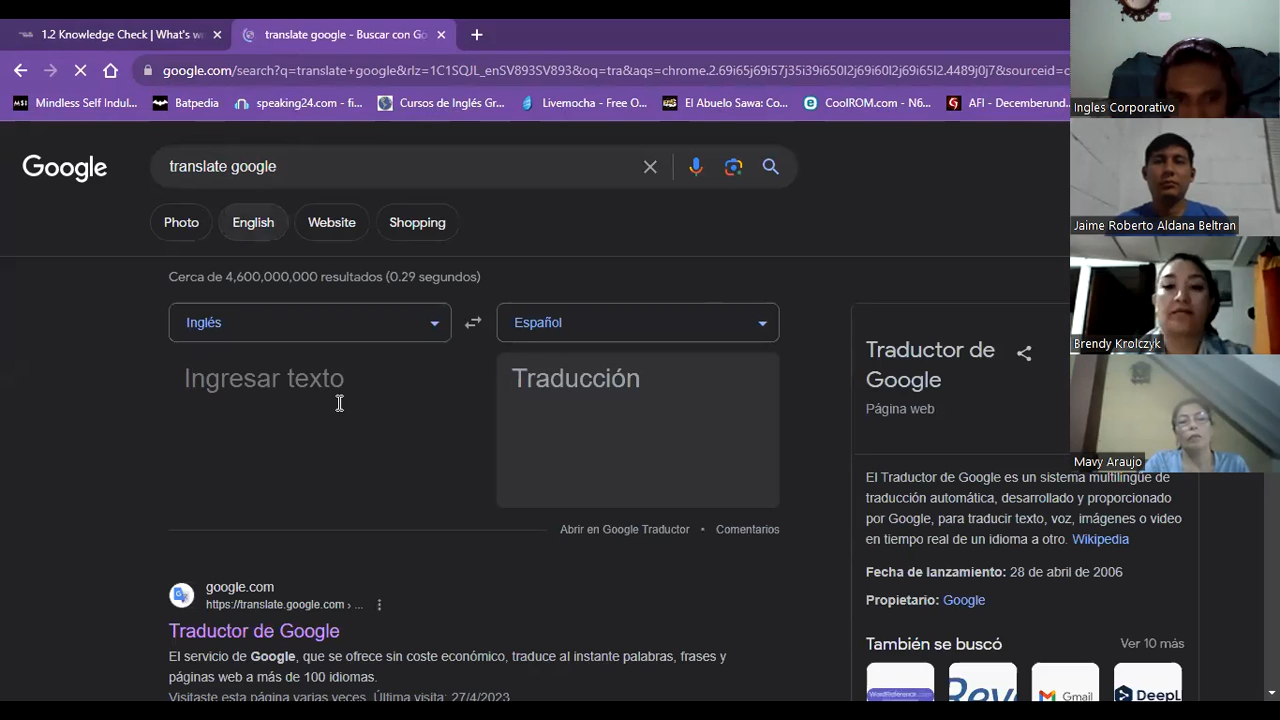 1.2 Knowledge Check | What's w
translate google - Buscar con Go
google.com/search?q=translate+google&rlz=1C1SQJL_enSV893SV893&oq=tra&aqs=chrome.2.69i65j69i57j35i39i650l2j69i60l2j69i65l2.4489j0j7&sourceid=c
Mindless Self Indul...
Batpedia
speaking24.com - fi...
Cursos de Inglés Gr...
Livemocha - Free O...
El Abuelo Sawa: Co...
CoolROM.com - N6...
AFI - Decemberund...
Google
translate google
Photo
English
Website
Shopping
Cerca de 4,600,000,000 resultados (0.29 segundos)
Inglés
Español
Ingresar texto
Traducción
Abrir en Google Traductor • Comentarios
google.com
https://translate.google.com › ...
Traductor de Google
El servicio de Google, que se ofrece sin coste económico, traduce al instante palabras, frases y
páginas web a más de 100 idiomas.
Visitaste esta página varias veces. Última visita: 27/4/2023
Traductor de
Google
Página web
El Traductor de Google es un sistema multilingüe de
traducción automática, desarrollado y proporcionado
por Google, para traducir texto, voz, imágenes o video
en tiempo real de un idioma a otro. Wikipedia
Fecha de lanzamiento: 28 de abril de 2006
Propietario: Google
También se buscó
Ver 10 más
WordReference.com
Rev
Gmail
DeepL
Ingles Corporativo
Jaime Roberto Aldana Beltran
Brendy Krolczyk
Mavy Araujo